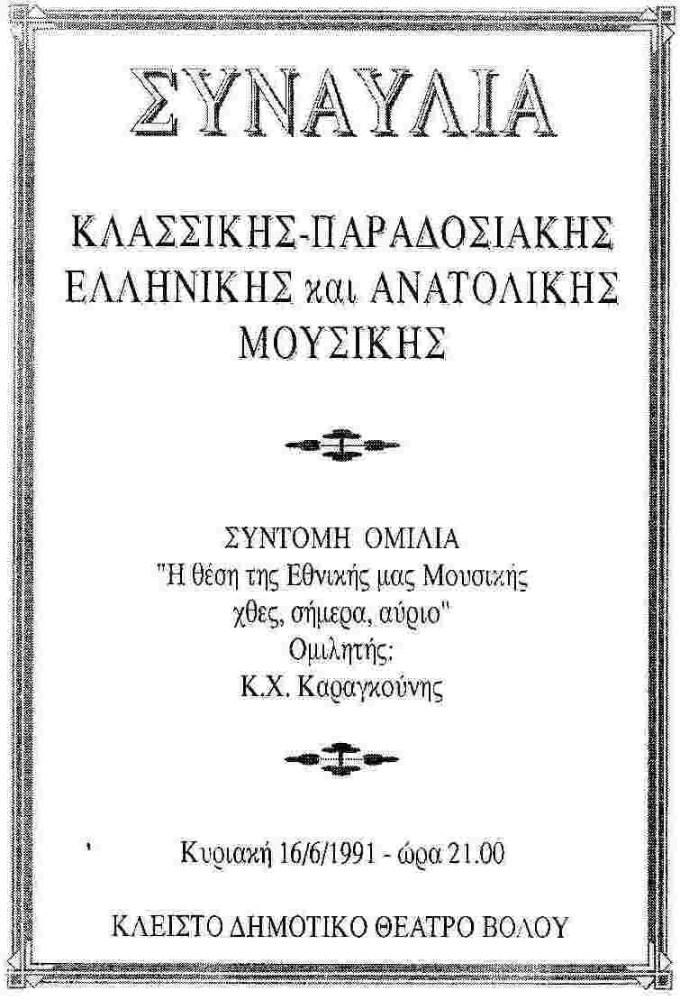 ΣΥΝΑΥΛΙΑ
ΚΛΑΣΣΙΚΗΣ-ΠΑΡΑΔΟΣΙΑΚΗΣ
ΕΛΛΗΝΙΚΗΣ και ΑΝΑΤΟΛΙΚΗΣ
ΜΟΥΣΙΚΗΣ
ΣΥΝΤΟΜΗ ΟΜΙΛΙΑ
"Η θέση της Εθνικής μας Μουσικής
χθες, σήμερα, αύριο"
Ομιλητής:
Κ.Χ. Καραγκούνης
Κυριακή 16/6/1991 - ώρα 21.00
ΚΛΕΙΣΤΟ ΔΗΜΟΤΙΚΟ ΘΕΑΤΡΟ ΒΟΛΟΥ